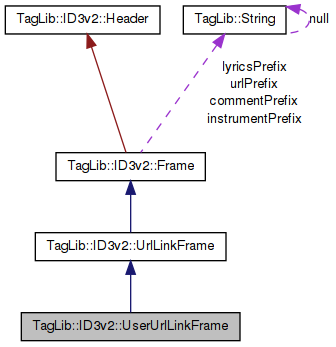 TagLib::ID3v2::Header
TagLib::String
null
lyricsPrefix
urlPrefix
commentPrefix
instrumentPrefix
TagLib::ID3v2::Frame
TagLib::ID3v2::UrlLinkFrame
TagLib::ID3v2::UserUrlLinkFrame